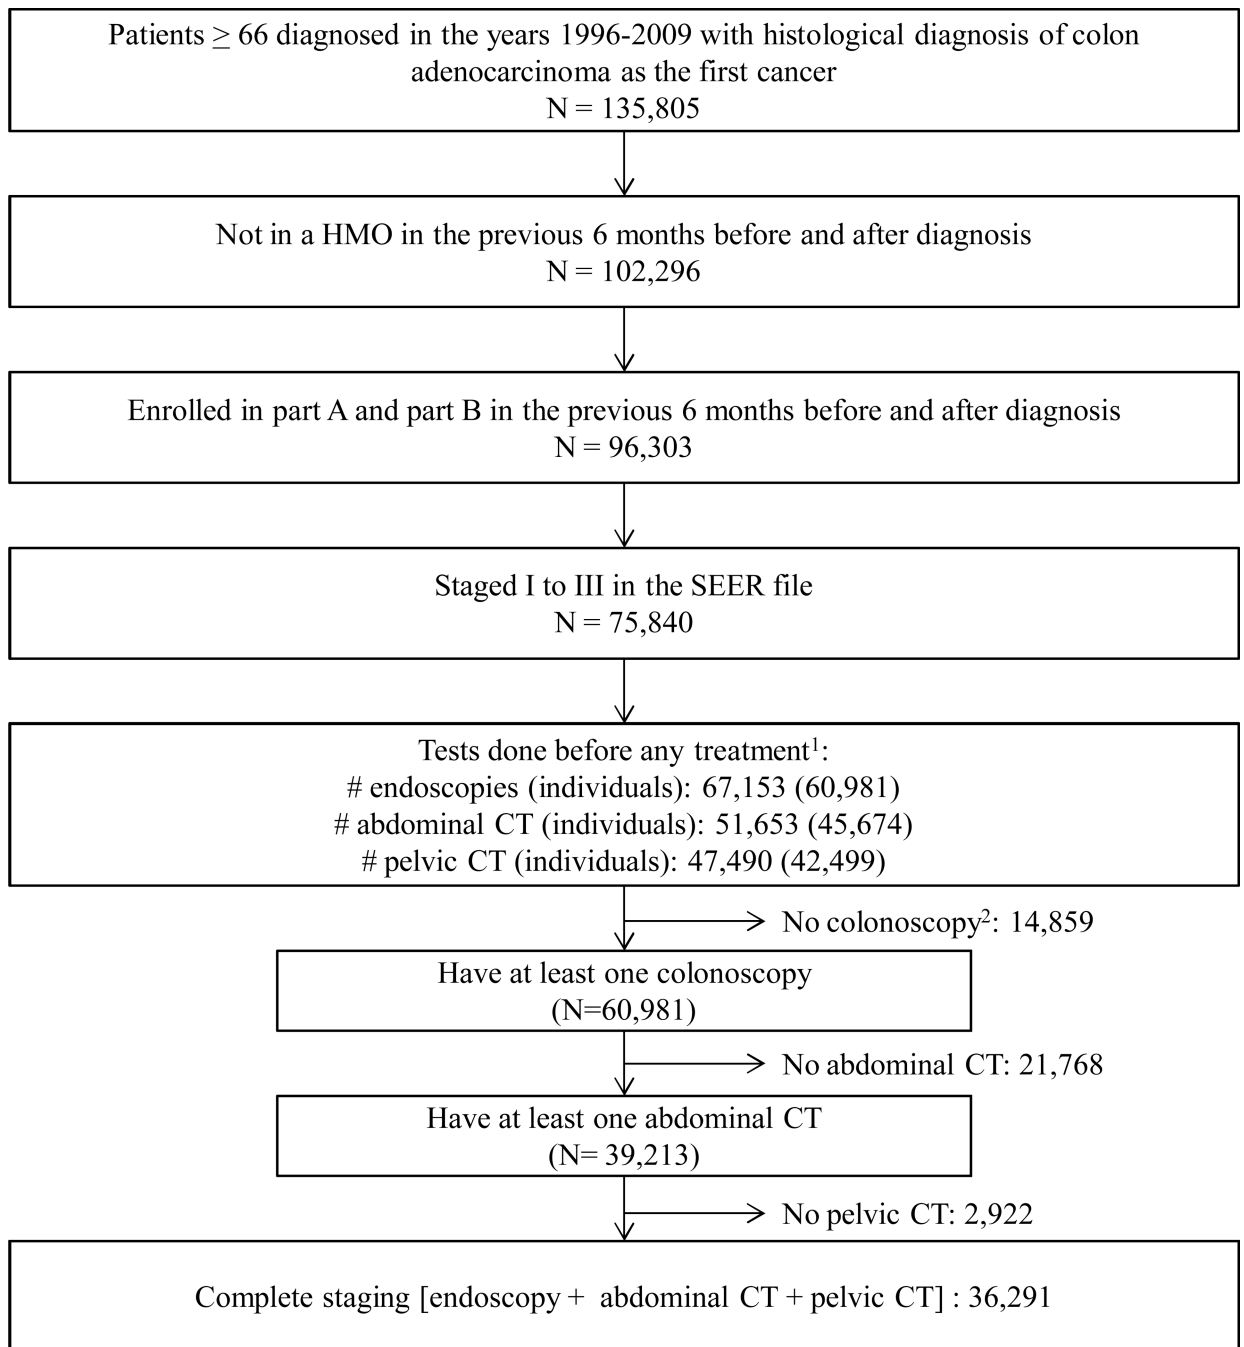 Patients ≥ 66 diagnosed in the years 1996-2009 with histological diagnosis of colon
adenocarcinoma as the first cancer
N = 135,805
Not in a HMO in the previous 6 months before and after diagnosis
N = 102,296
Enrolled in part A and part B in the previous 6 months before and after diagnosis
N = 96,303
Staged I to III in the SEER file
N = 75,840
Tests done before any treatment¹:
# endoscopies (individuals): 67,153 (60,981)
# abdominal CT (individuals): 51,653 (45,674)
# pelvic CT (individuals): 47,490 (42,499)
No colonoscopy²: 14,859
Have at least one colonoscopy
(N=60,981)
No abdominal CT: 21,768
Have at least one abdominal CT
(N= 39,213)
No pelvic CT: 2,922
Complete staging [endoscopy + abdominal CT + pelvic CT] : 36,291